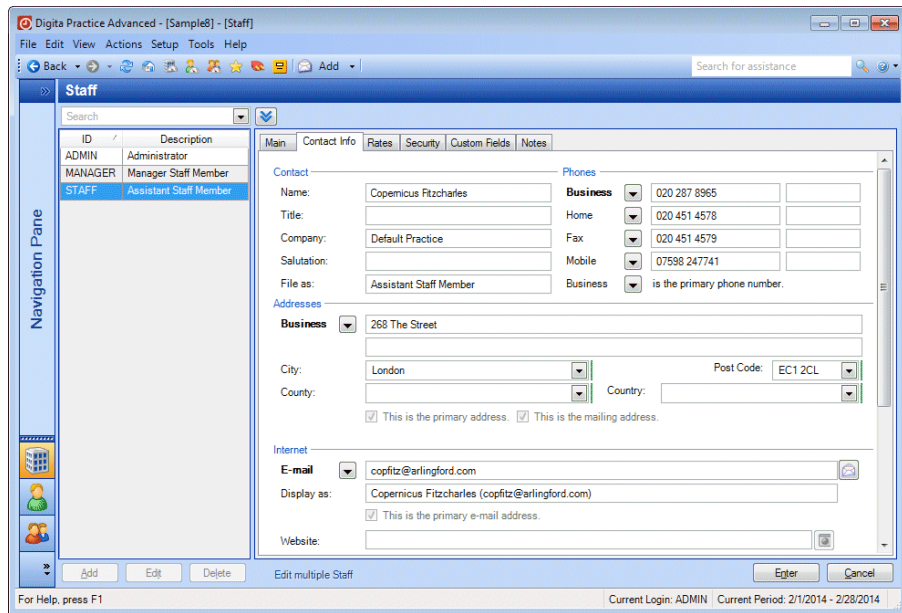 Digita Practice Advanced - [Sample8] - [Staff]
File Edit View Actions Setup Tools Help
Back Add Search for assistance
Staff
Search
ID Description
ADMIN Administrator
MANAGER Manager Staff Member
STAFF Assistant Staff Member
Navigation Pane
Main Contact Info Rates Security Custom Fields Notes
Contact
Name: Copernicus Fitzcharles
Title:
Company: Default Practice
Salutation:
File as: Assistant Staff Member
Phones
Business 020 287 8965
Home 020 451 4578
Fax 020 451 4579
Mobile 07598 247741
Business is the primary phone number.
Addresses
Business 268 The Street
City: London Post Code: EC1 2CL
County: Country:
This is the primary address. This is the mailing address.
Internet
E-mail copfitz@arlingford.com
Display as: Copernicus Fitzcharles (copfitz@arlingford.com)
This is the primary e-mail address.
Website:
Add Edit Delete Edit multiple Staff Enter Cancel
For Help, press F1 Current Login: ADMIN Current Period: 2/1/2014 - 2/28/2014